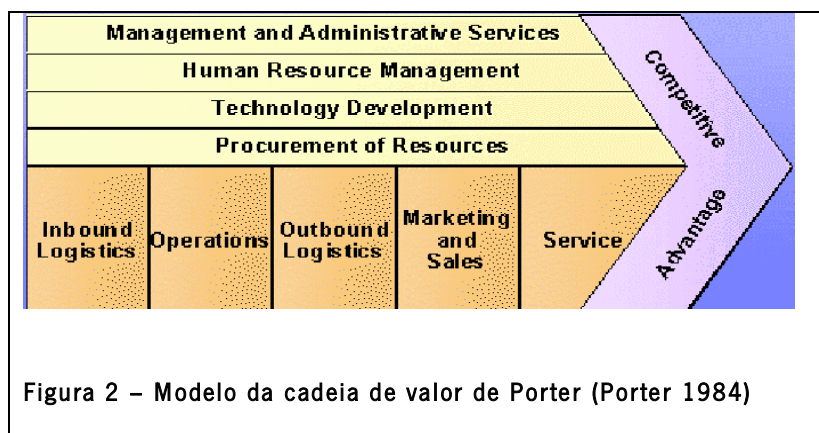 Management and Administrative Services
Human Resource Management
Technology Development
Procurement of Resources
Competitive
Advantage
Inbound
Logistics
Operations
Outbound
Logistics
Marketing
and
Sales
Service
Figura 2 – Modelo da cadeia de valor de Porter (Porter 1984)